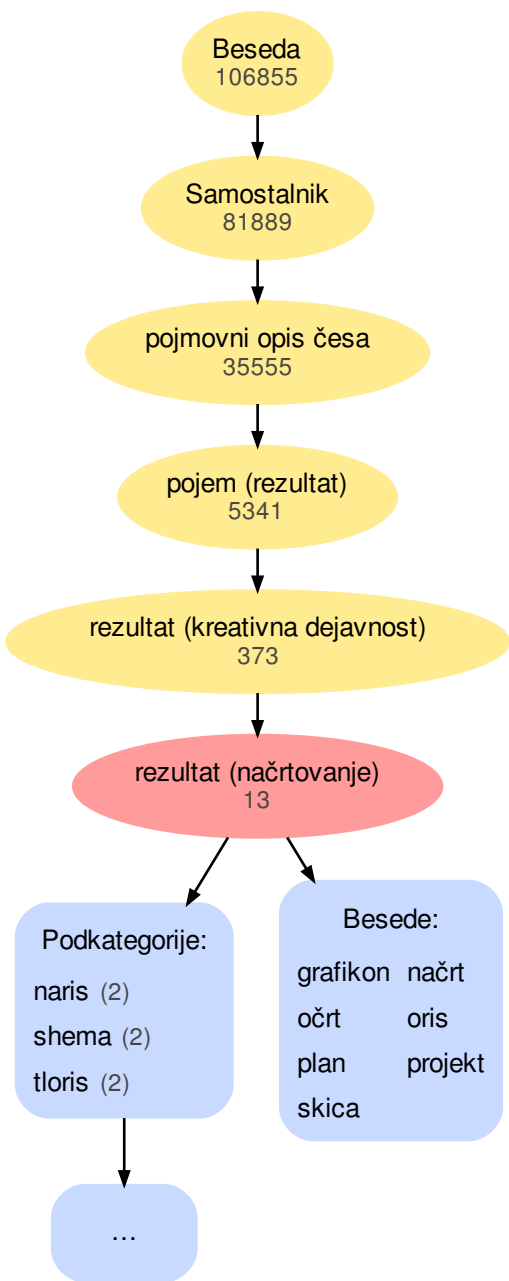 Beseda
106855
Samostalnik
81889
pojmovni opis česa
35555
pojem (rezultat)
5341
rezultat (kreativna dejavnost)
373
rezultat (načrtovanje)
13
Podkategorije:
naris (2)
shema (2)
tloris (2)
Besede:
grafikon načrt
očrt oris
plan projekt
skica
...